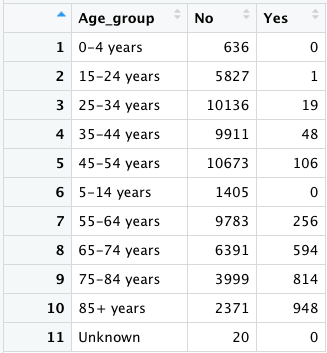 Age_group No Yes
1 0-4 years 636 0
2 15-24 years 5827 1
3 25-34 years 10136 19
4 35-44 years 9911 48
5 45-54 years 10673 106
6 5-14 years 1405 0
7 55-64 years 9783 256
8 65-74 years 6391 594
9 75-84 years 3999 814
10 85+ years 2371 948
11 Unknown 20 0